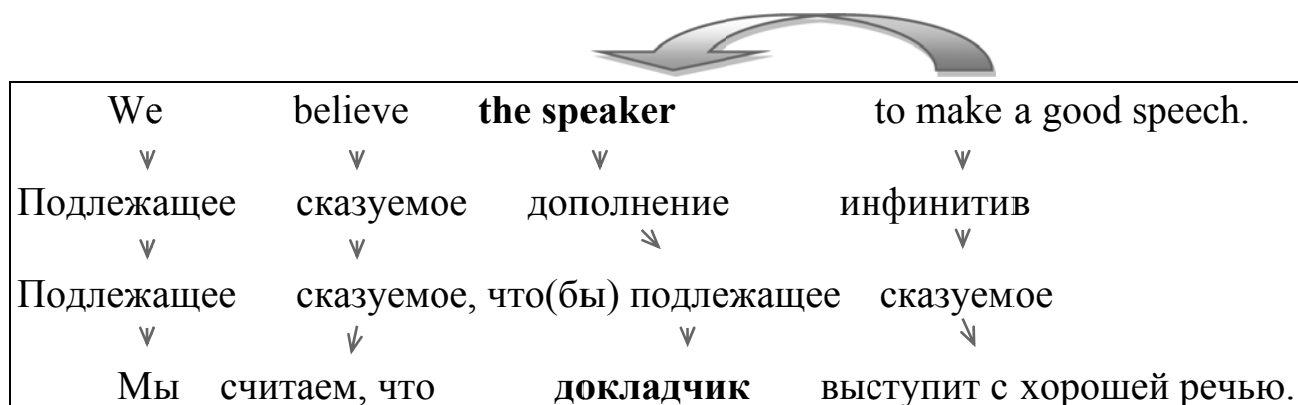 We believe the speaker to make a good speech.
Подлежащее сказуемое дополнение инфинитив
Подлежащее сказуемое, что(бы) подлежащее сказуемое
Мы считаем, что докладчик выступит с хорошей речью.